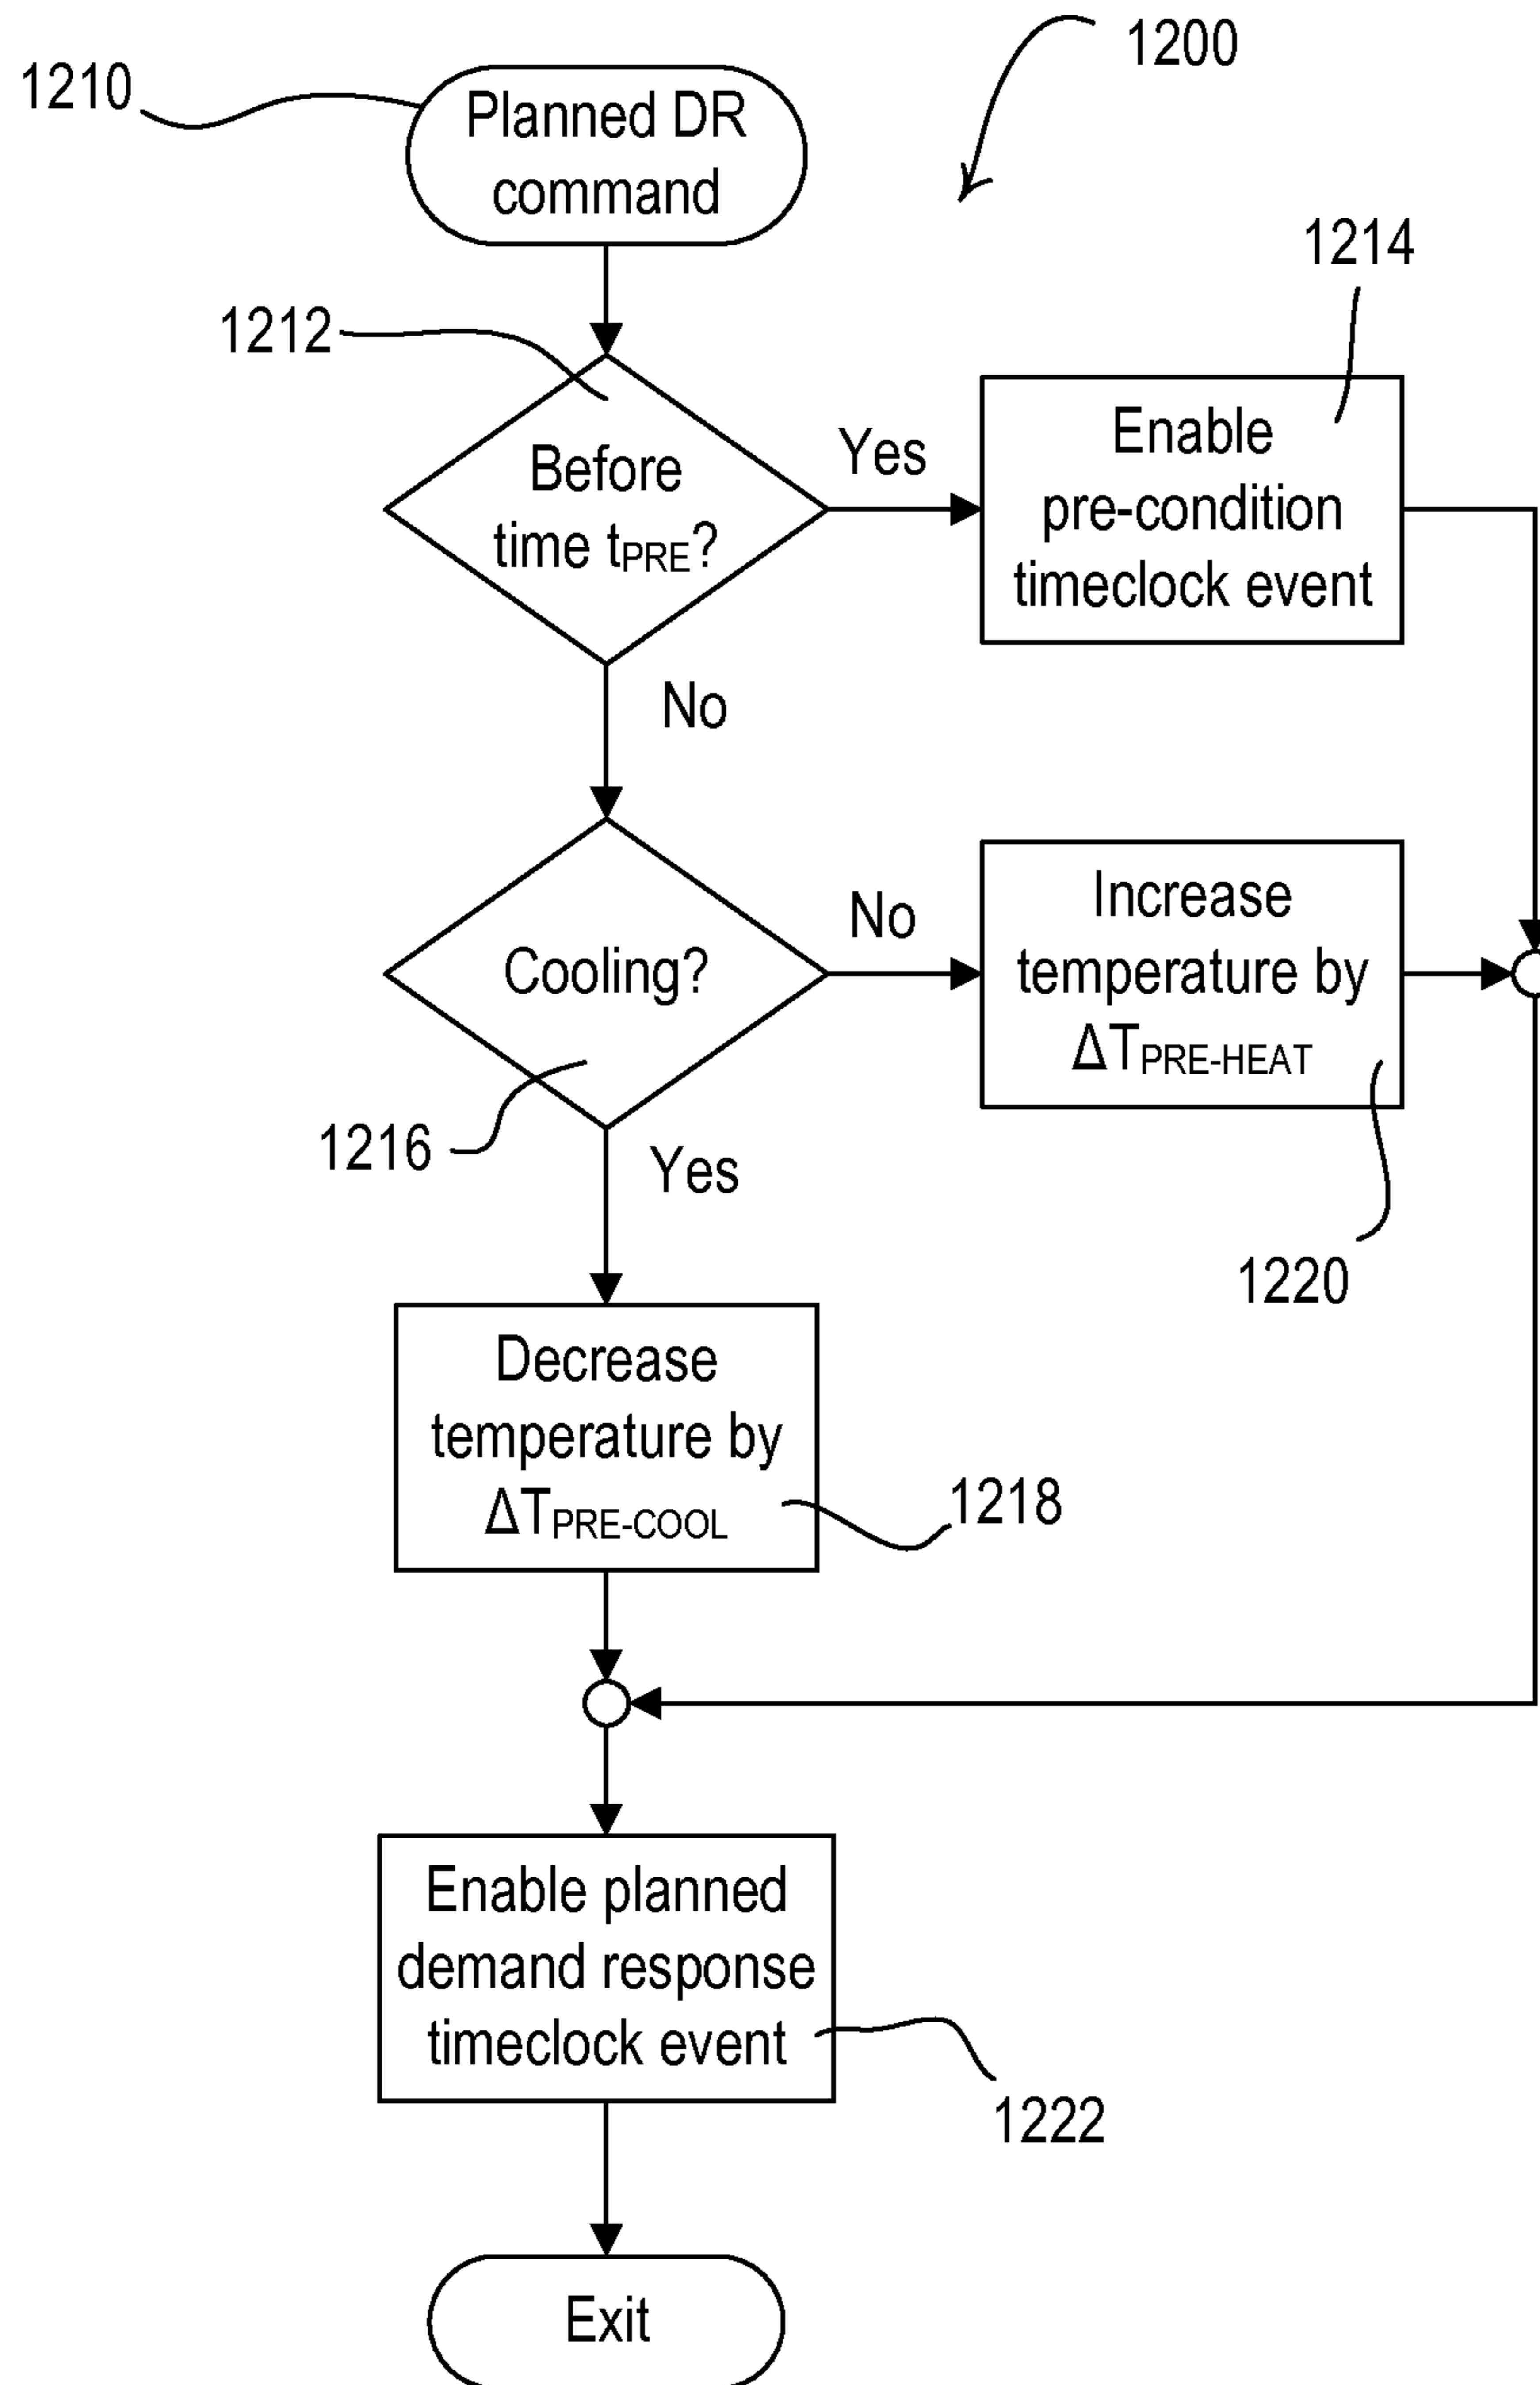 1200
1210
Planned DR
command
1212
1214
Before
time tPRE?
Yes
Enable
pre-condition
timeclock event
No
Cooling?
No
Increase
temperature by
ΔTPRE-HEAT
1216
Yes
1220
Decrease
temperature by
ΔTPRE-COOL
1218
Enable planned
demand response
timeclock event
1222
Exit